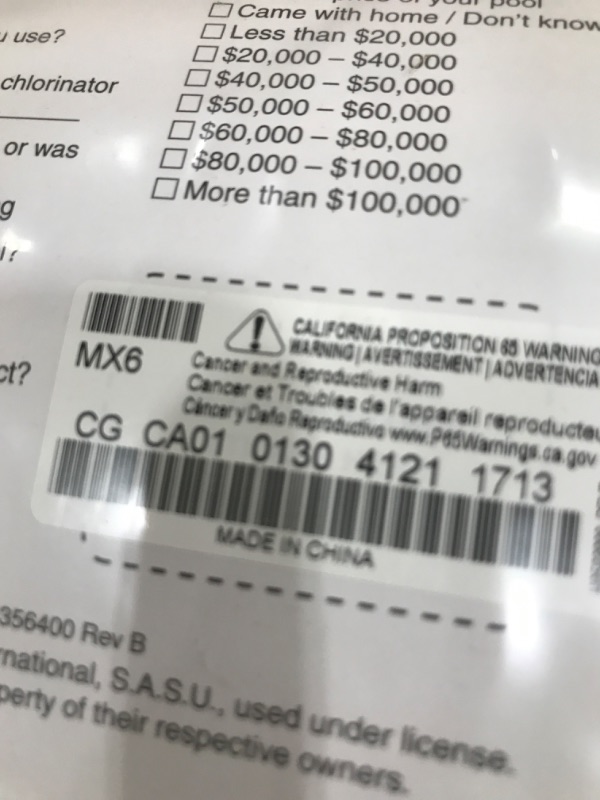 your pool
Came with home / Don't know
u use?
Less than $20,000
$20,000 – $40,000
chlorinator
$40,000 – $50,000
$50,000 – $60,000
or was
$60,000 – $80,000
$80,000 – $100,000
g
More than $100,000
ct?
MX6
CALIFORNIA PROPOSITION 65 WARNING
WARNING | AVERTISSEMENT | ADVERTENCIA
Cancer and Reproductive Harm
Cancer et Troubles de l'appareil reproducteu
Cáncer y Daño Reproductivo www.P65Warnings.ca.gov
CG CA01 0130 4121 1713
MADE IN CHINA
356400 Rev B
rnational, S.A.S.U., used under license.
perty of their respective owners.